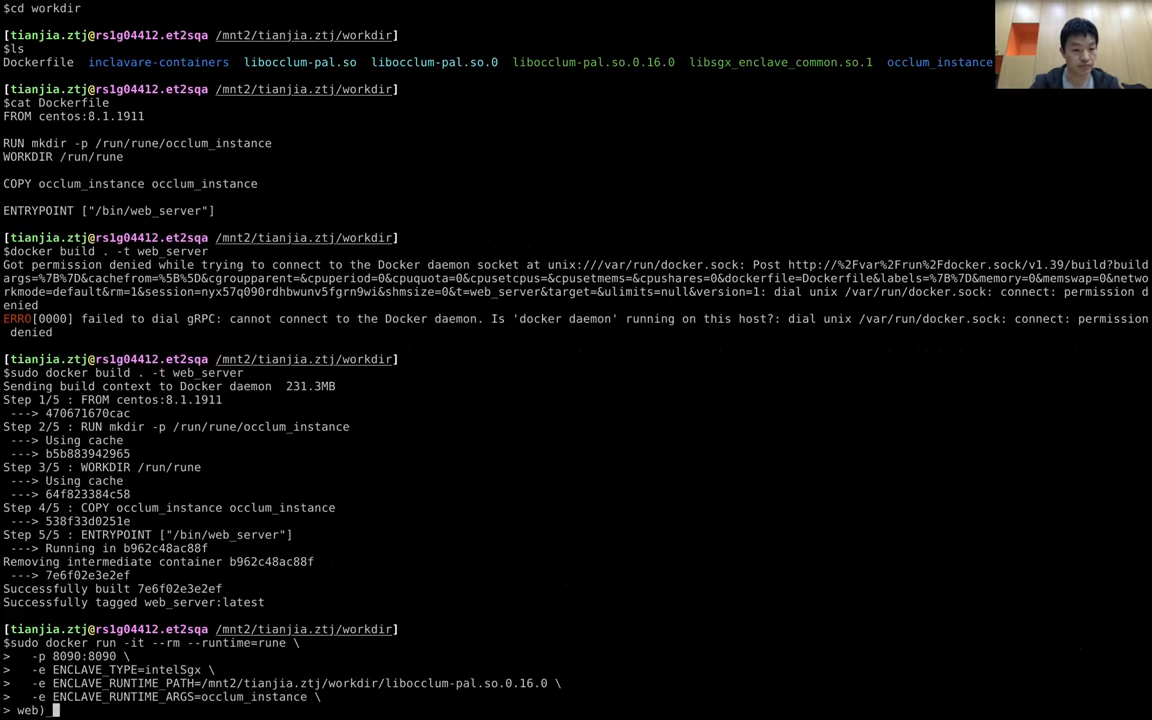 $cd workdir
[tianjia.ztj@rs1g04412.et2sqa /mnt2/tianjia.ztj/workdir]
$ls
Dockerfile inclavare-containers libocclum-pal.so libocclum-pal.so.0 libocclum-pal.so.0.16.0 libsgx_enclave_common.so.1 occlum_instance
[tianjia.ztj@rs1g04412.et2sqa /mnt2/tianjia.ztj/workdir]
$cat Dockerfile
FROM centos:8.1.1911
RUN mkdir -p /run/rune/occlum_instance
WORKDIR /run/rune
COPY occlum_instance occlum_instance
ENTRYPOINT ["/bin/web_server"]
[tianjia.ztj@rs1g04412.et2sqa /mnt2/tianjia.ztj/workdir]
$docker build . -t web_server
Got permission denied while trying to connect to the Docker daemon socket at unix:///var/run/docker.sock: Post http://%2Fvar%2Frun%2Fdocker.sock/v1.39/build?build
args=%7B%7D&cachefrom=%5B%5D&cgroupparent=&cpuperiod=0&cpuquota=0&cpusetcpus=&cpusetmems=&cpushares=0&dockerfile=Dockerfile&labels=%7B%7D&memory=0&memswap=0&netwo
rkmode=default&rm=1&session=nyx57q090rdhbwunv5fgrn9wi&shmsize=0&t=web_server&target=&ulimits=null&version=1: dial unix /var/run/docker.sock: connect: permission d
enied
ERRO[0000] failed to dial gRPC: cannot connect to the Docker daemon. Is 'docker daemon' running on this host?: dial unix /var/run/docker.sock: connect: permission
denied
[tianjia.ztj@rs1g04412.et2sqa /mnt2/tianjia.ztj/workdir]
$sudo docker build . -t web_server
Sending build context to Docker daemon  231.3MB
Step 1/5 : FROM centos:8.1.1911
---> 470671670cac
Step 2/5 : RUN mkdir -p /run/rune/occlum_instance
---> Using cache
---> b5b883942965
Step 3/5 : WORKDIR /run/rune
---> Using cache
---> 64f823384c58
Step 4/5 : COPY occlum_instance occlum_instance
---> 538f33d0251e
Step 5/5 : ENTRYPOINT ["/bin/web_server"]
---> Running in b962c48ac88f
Removing intermediate container b962c48ac88f
---> 7e6f02e3e2ef
Successfully built 7e6f02e3e2ef
Successfully tagged web_server:latest
[tianjia.ztj@rs1g04412.et2sqa /mnt2/tianjia.ztj/workdir]
$sudo docker run -it --rm --runtime=rune \
>   -p 8090:8090 \
>   -e ENCLAVE_TYPE=intelSgx \
>   -e ENCLAVE_RUNTIME_PATH=/mnt2/tianjia.ztj/workdir/libocclum-pal.so.0.16.0 \
>   -e ENCLAVE_RUNTIME_ARGS=occlum_instance \
> web)_